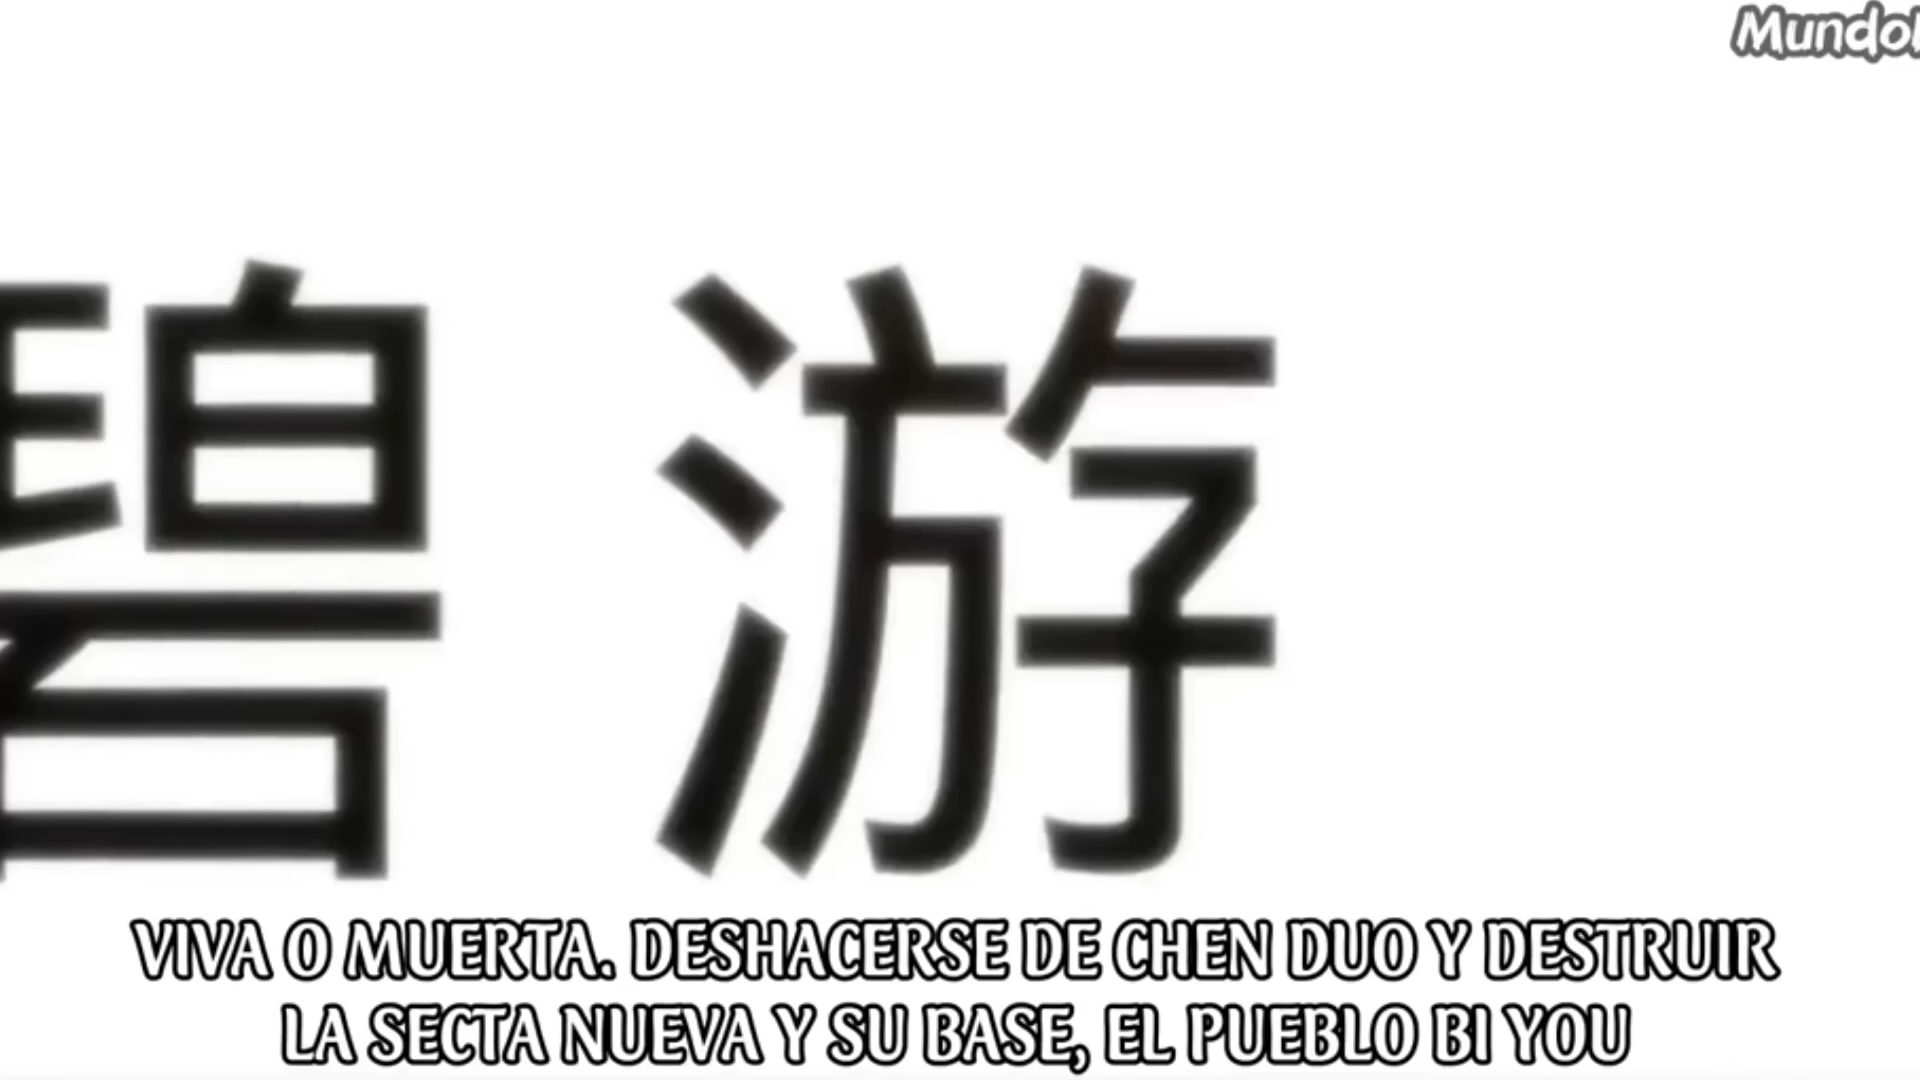 Mundo
碧游
VIVA O MUERTA. DESHACERSE DE CHEN DUO Y DESTRUIR
LA SECTA NUEVA Y SU BASE, EL PUEBLO BI YOU